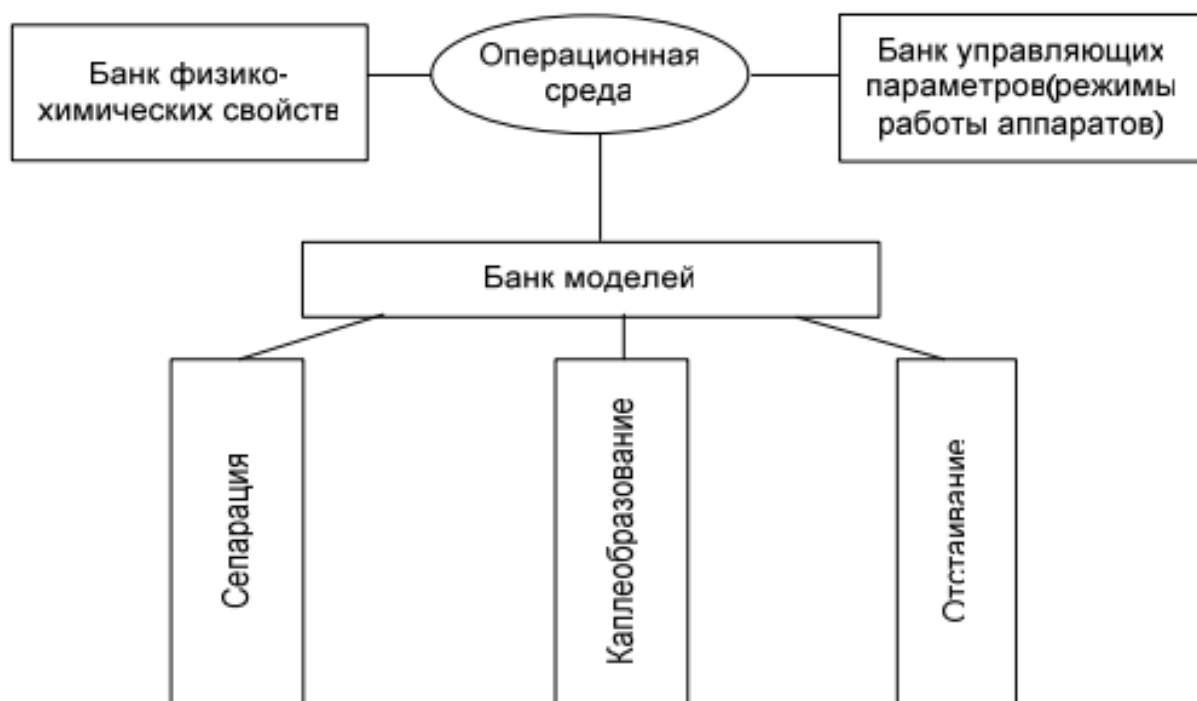 Банк физико-
химических свойств
Операционная
среда
Банк управляющих
параметров(режимы
работы аппаратов)
Банк моделей
Сепарация
Каплеобразование
Отстаивание